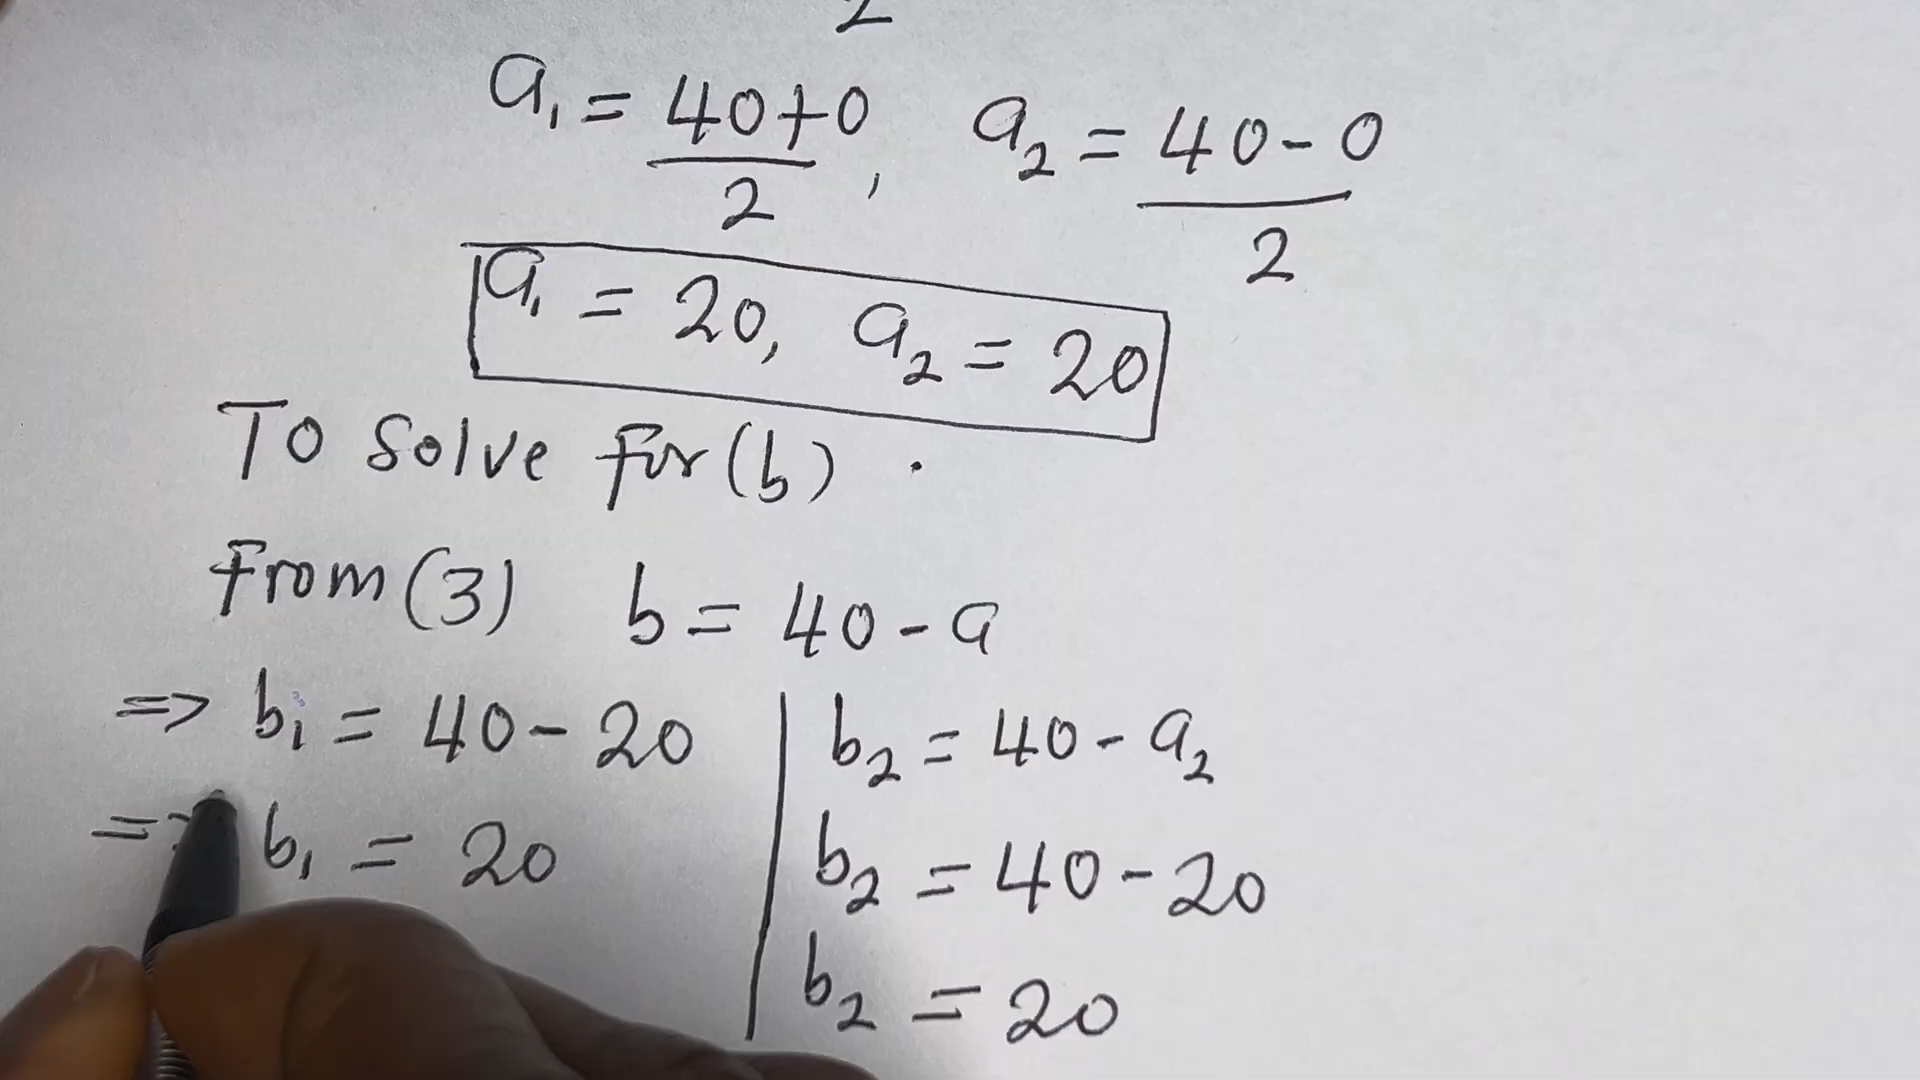 2
a₁ = 40+0/2, a₂ = 40-0/2
a₁ = 20, a₂ = 20
To solve for (b).
From (3) b = 40 - a
=> b₁ = 40 - 20
=> b₁ = 20
b₂ = 40 - a₂
b₂ = 40 - 20
b₂ = 20